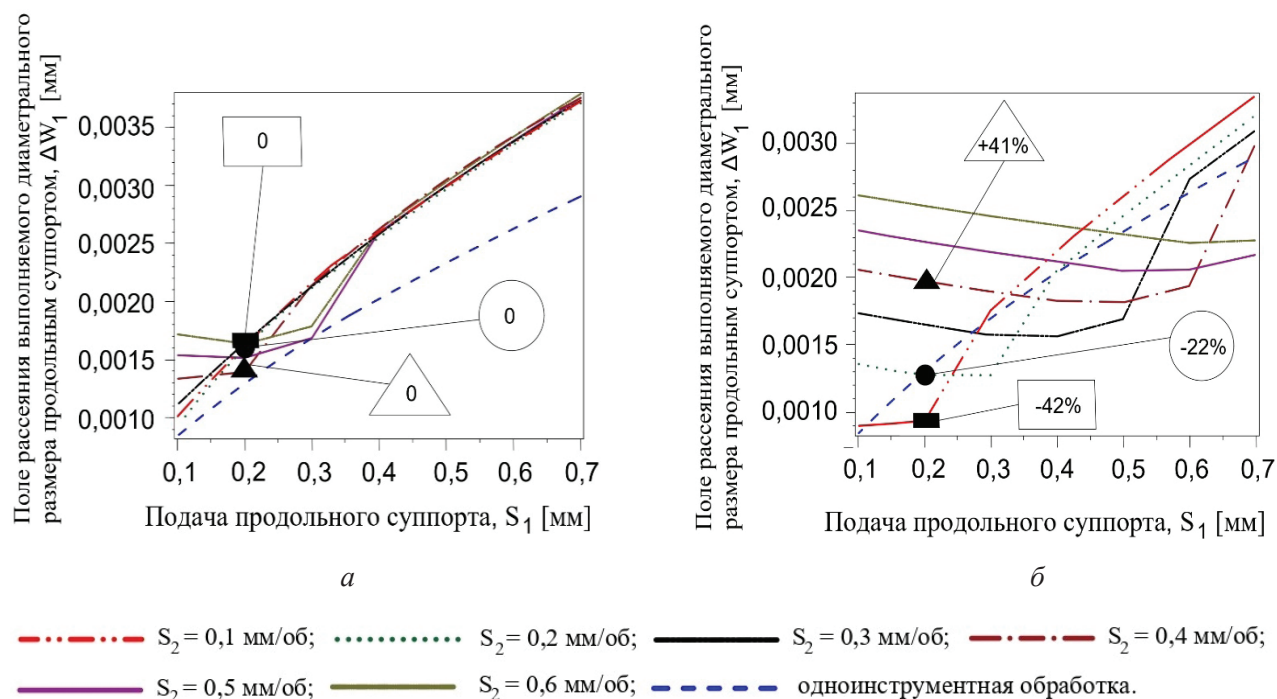 Поле рассеяния выполняемого диаметрального
размера продольным суппортом, ΔW1 [мм]
0,0035
0,0030
0,0025
0,0020
0,0015
0,0010
0
0
0
0,1 0,2 0,3 0,4 0,5 0,6 0,7
Подача продольного суппорта, S1 [мм]
а
Поле рассеяния выполняемого диаметрального
размера продольным суппортом, ΔW1 [мм]
0,0030
0,0025
0,0020
0,0015
0,0010
+41%
-22%
-42%
0,1 0,2 0,3 0,4 0,5 0,6 0,7
Подача продольного суппорта, S1 [мм]
б
S2 = 0,1 мм/об; S2 = 0,2 мм/об; S2 = 0,3 мм/об; S2 = 0,4 мм/об;
S2 = 0,5 мм/об; S2 = 0,6 мм/об; одноинструментная обработка.